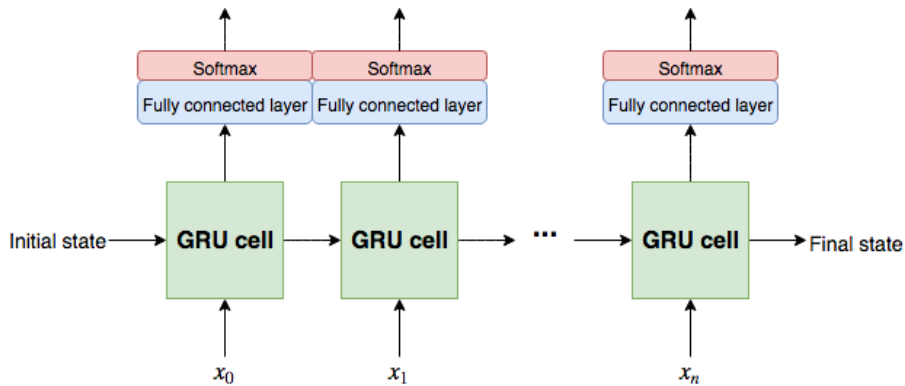 Softmax
Softmax
Softmax
Fully connected layer
Fully connected layer
Fully connected layer
Initial state
GRU cell
GRU cell
...
GRU cell
Final state
x₀
x₁
xₙ